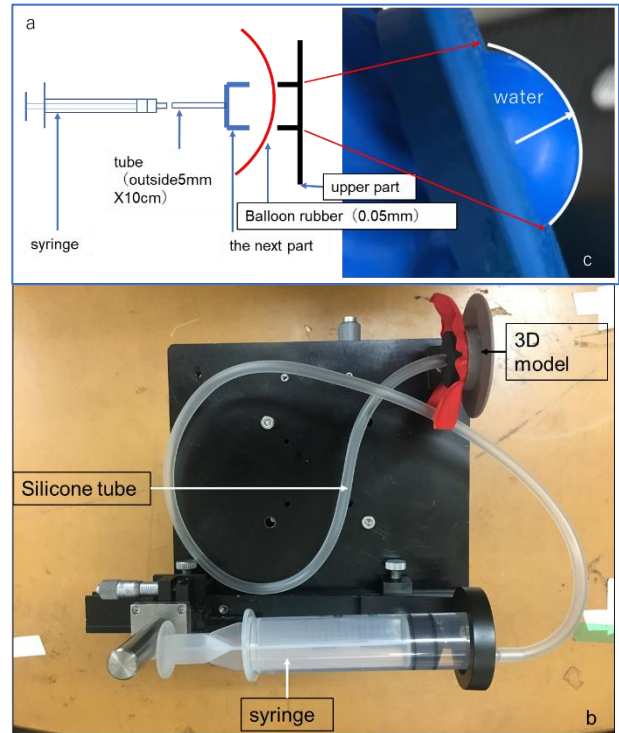 a
tube
（outside5mm
X10cm）
syringe
the next part
Balloon rubber（0.05mm）
upper part
water
c
3D
model
Silicone tube
syringe
b